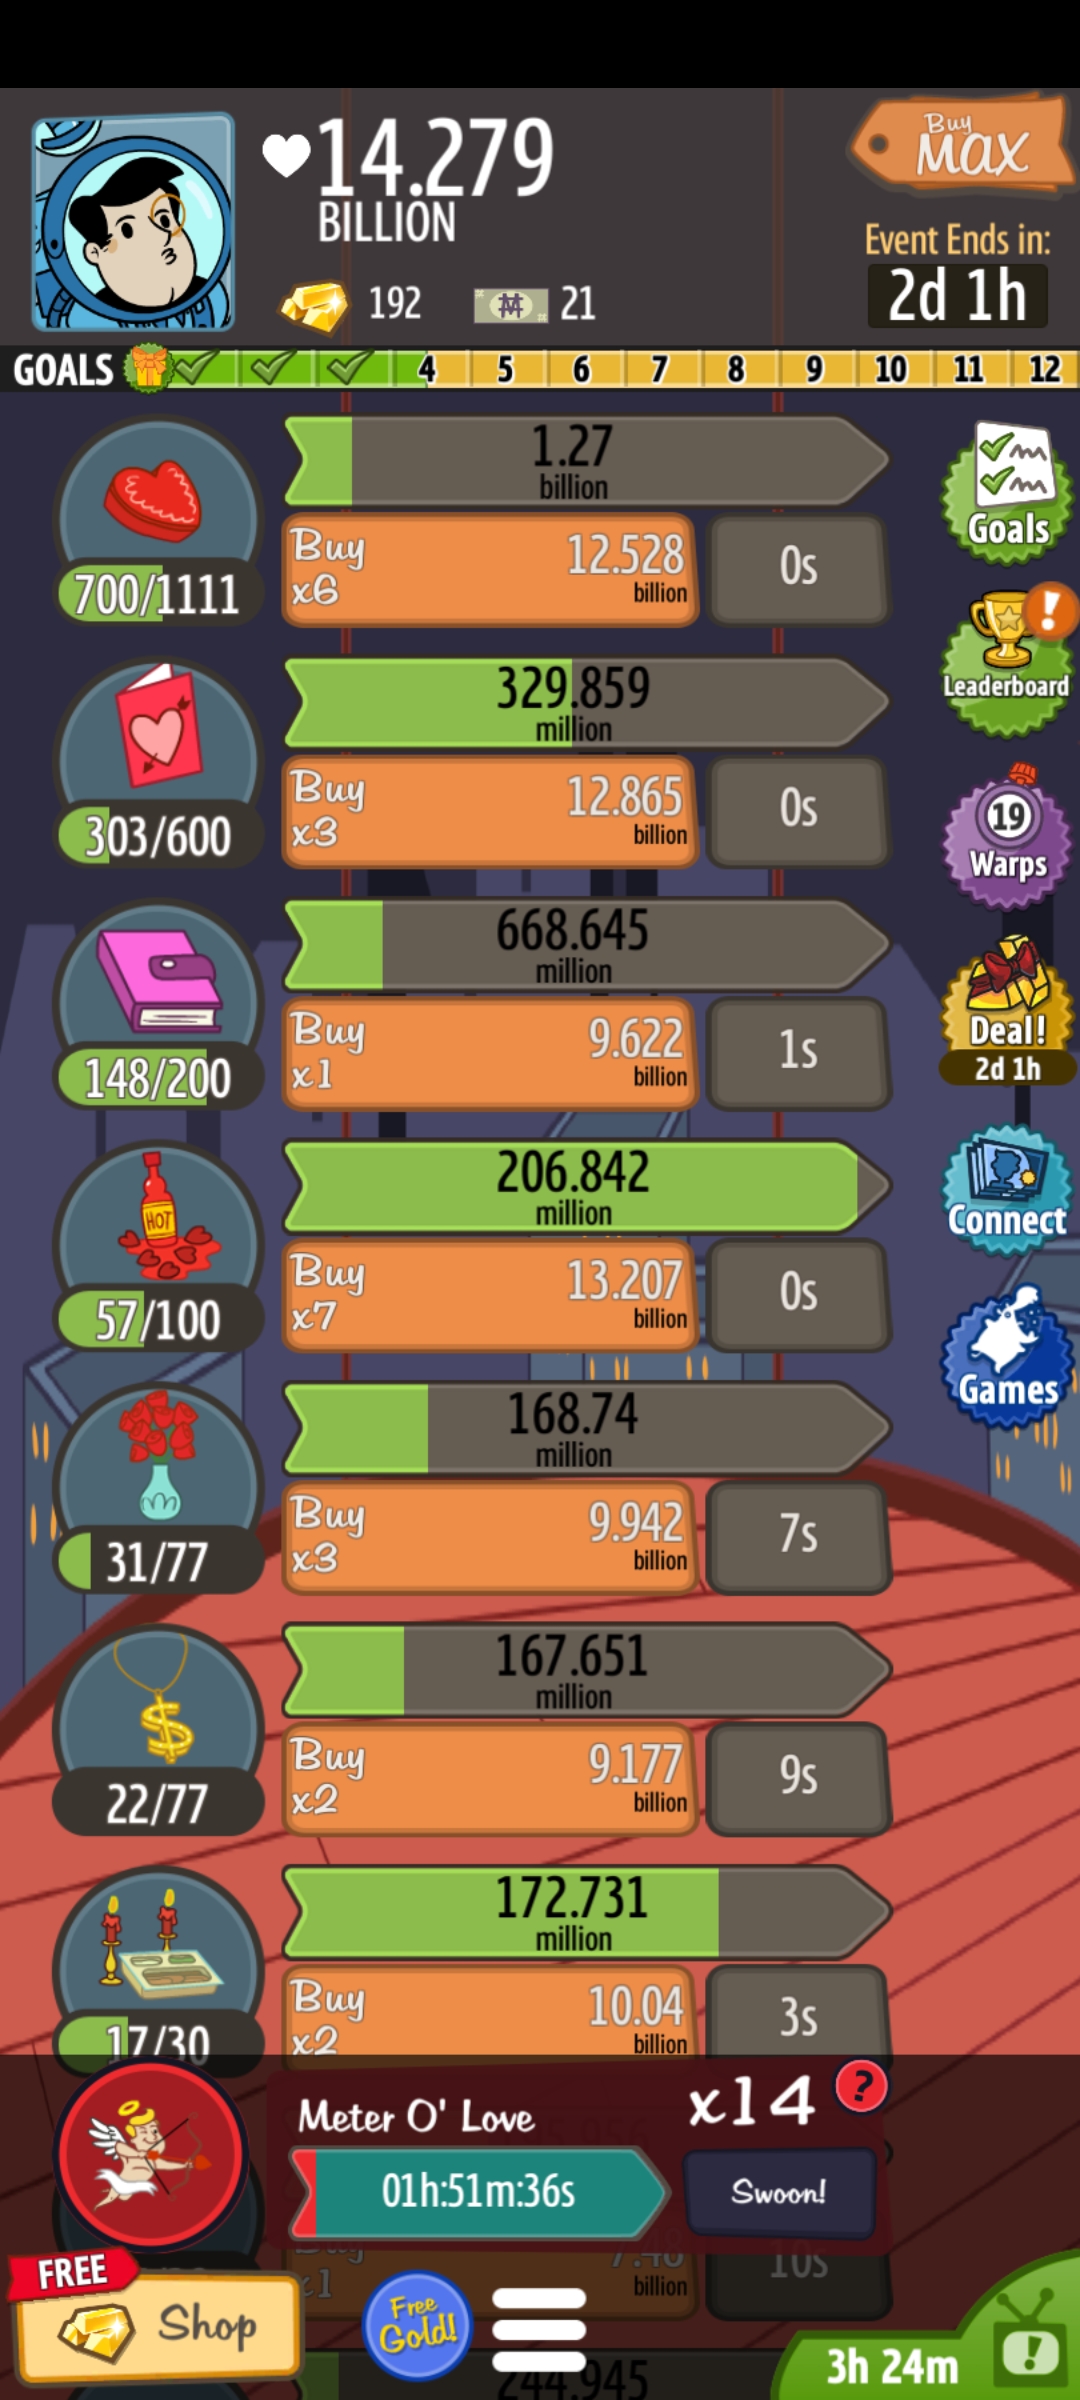 14.279
BILLION
192
21
Buy
MAX
Event Ends in:
2d 1h
GOALS
4
5
6
7
8
9
10
11
12
1.27
billion
Buy
x6
12.528
billion
0s
700/1111
Goals
329.859
million
Buy
x3
12.865
billion
0s
303/600
!
Leaderboard
668.645
million
Buy
x1
9.622
billion
1s
148/200
19
Warps
Deal!
2d 1h
HOT
206.842
million
Buy
x7
13.207
billion
0s
57/100
Connect
168.74
million
Buy
x3
9.942
billion
7s
31/77
Games
$
167.651
million
Buy
x2
9.177
billion
9s
22/77
172.731
million
Buy
x2
10.04
billion
3s
17/30
Meter O' Love
x14
?
01h:51m:36s
Swoon!
Buy
x1
7.48
billion
10s
FREE
Shop
Free
Gold!
244.945
3h 24m
!